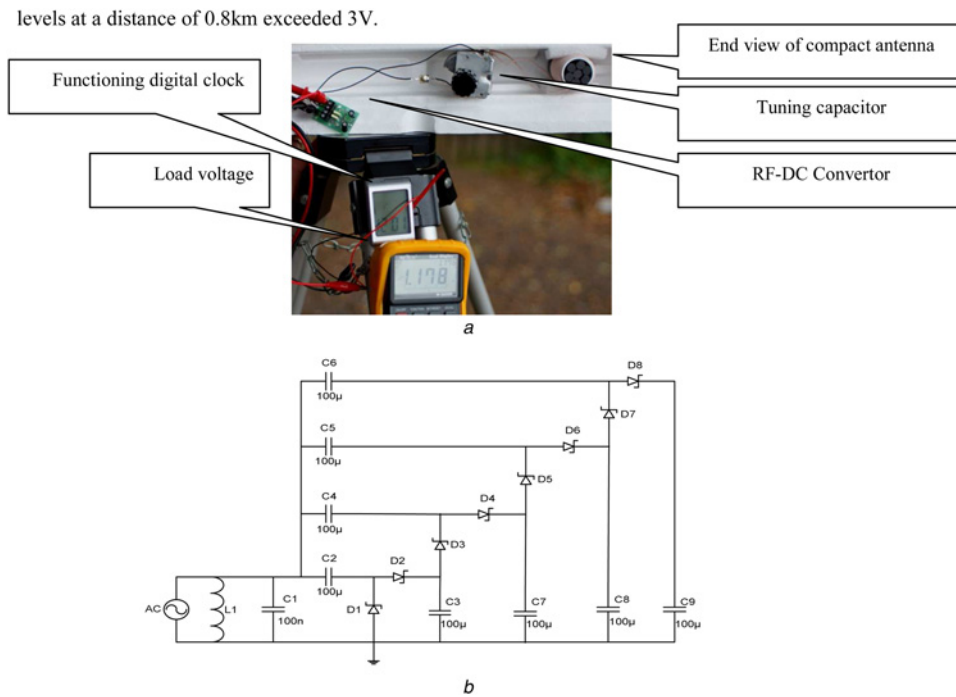 levels at a distance of 0.8km exceeded 3V.
End view of compact antenna
Functioning digital clock
Tuning capacitor
Load voltage
RF-DC Convertor
a
C6
100μ
D8
D7
C5
100μ
D6
D5
C4
100μ
D4
D3
C2
100μ
D2
AC
L1
C1
100n
D1
C3
100μ
C7
100μ
C8
100μ
C9
100μ
b